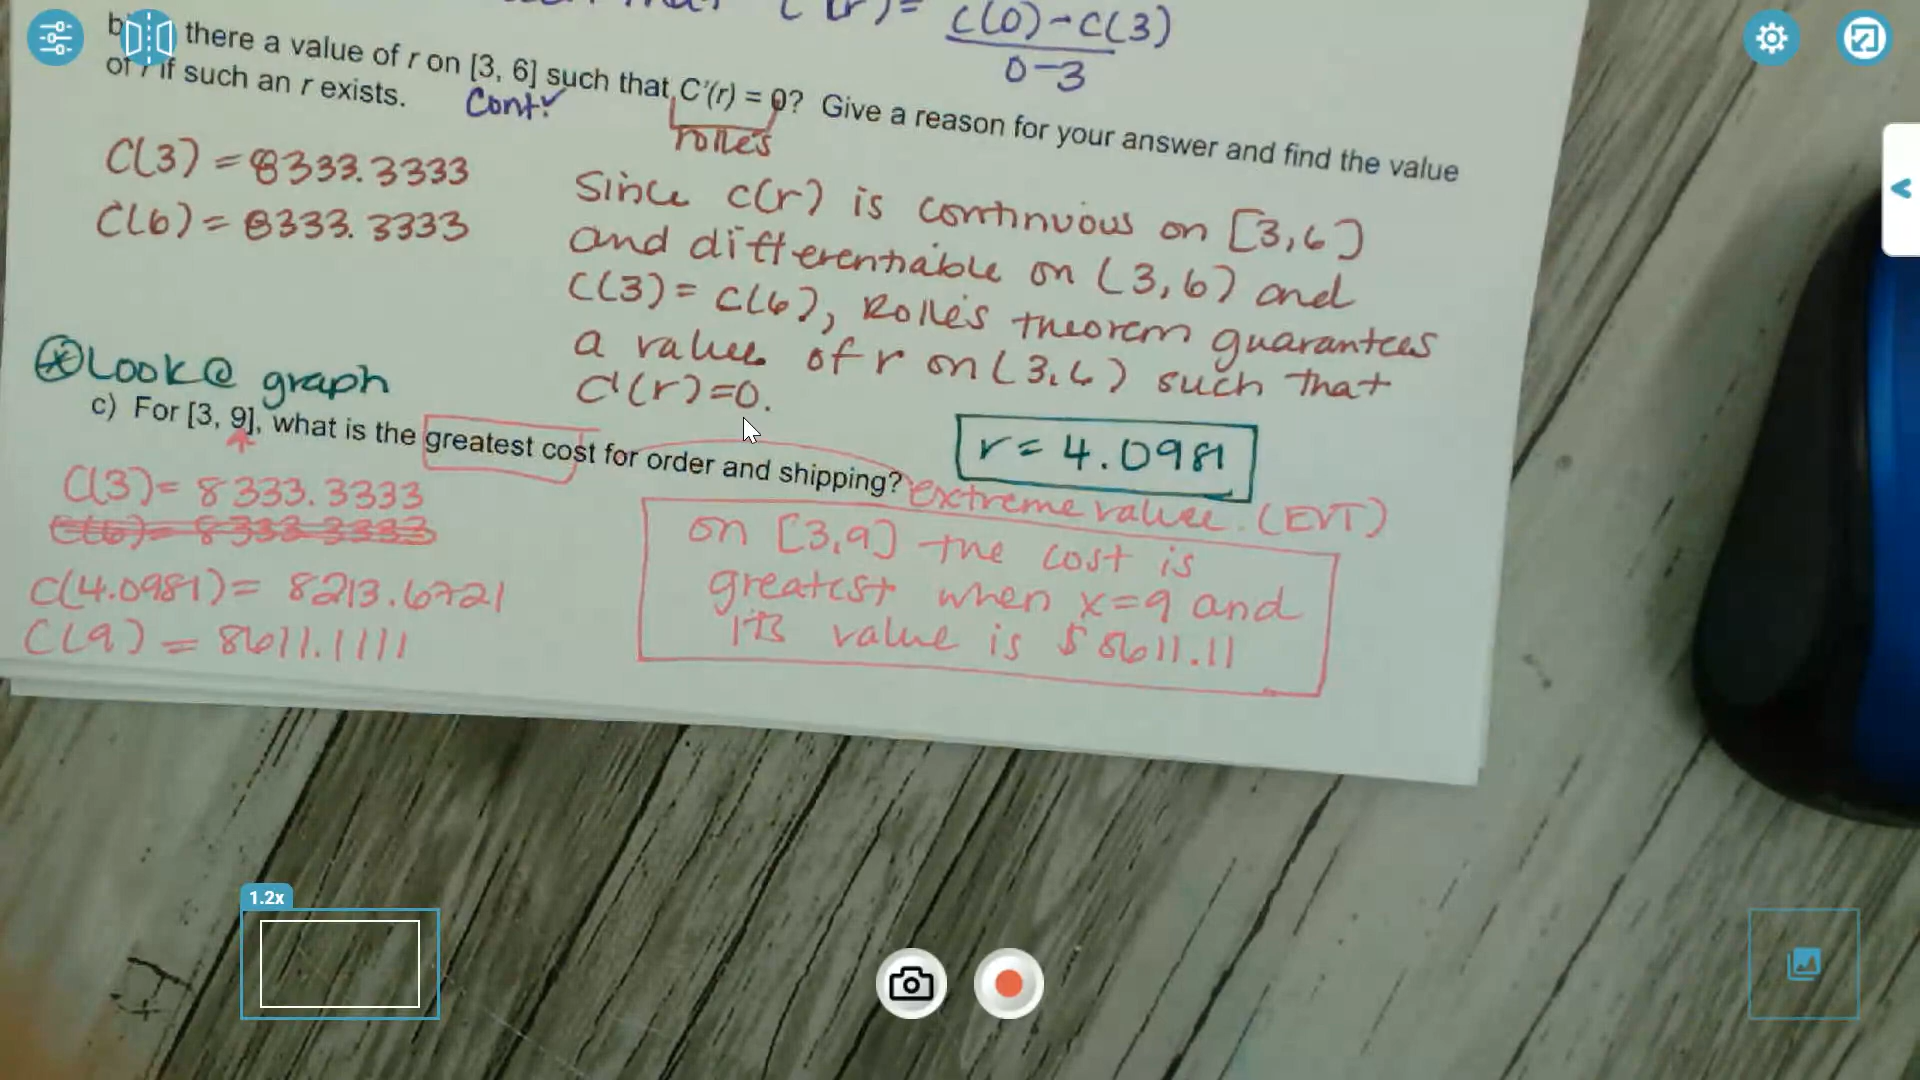 C'(r) = C(0)-C(3)
0-3
b) there a value of r on [3, 6] such that C'(r) = 0? Give a reason for your answer and find the value
of r if such an r exists.
Cont. ✓
rolle's
C(3) = 8333.3333
C(6) = 8333.3333
Since c(r) is continuous on [3,6]
and differentiable on (3,6) and
C(3) = C(6), Rolle's theorem guarantees
a value of r on (3,6) such that
C'(r)=0.
r = 4.0981
* Look @ graph
c) For [3, 9], what is the greatest cost for order and shipping?
extreme value. (EVT)
C(3) = 8333.3333
C(6) = 8333.3333
C(4.0981) = 8213.6721
C(9) = 8611.1111
on [3,9] the cost is
greatest when x=9 and
its value is $8611.11
1.2x